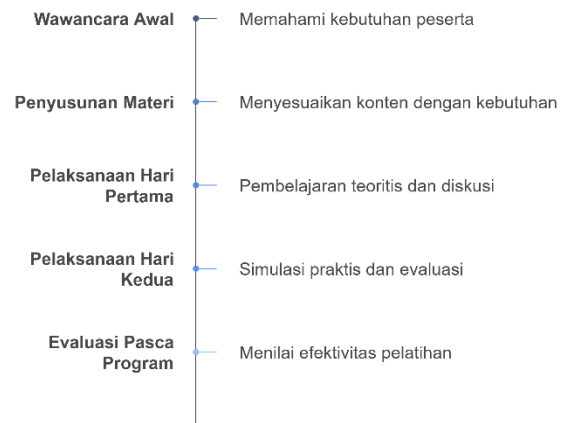 Wawancara Awal
Memahami kebutuhan peserta
Penyusunan Materi
Menyesuaikan konten dengan kebutuhan
Pelaksanaan Hari
Pertama
Pembelajaran teoritis dan diskusi
Pelaksanaan Hari
Kedua
Simulasi praktis dan evaluasi
Evaluasi Pasca
Program
Menilai efektivitas pelatihan